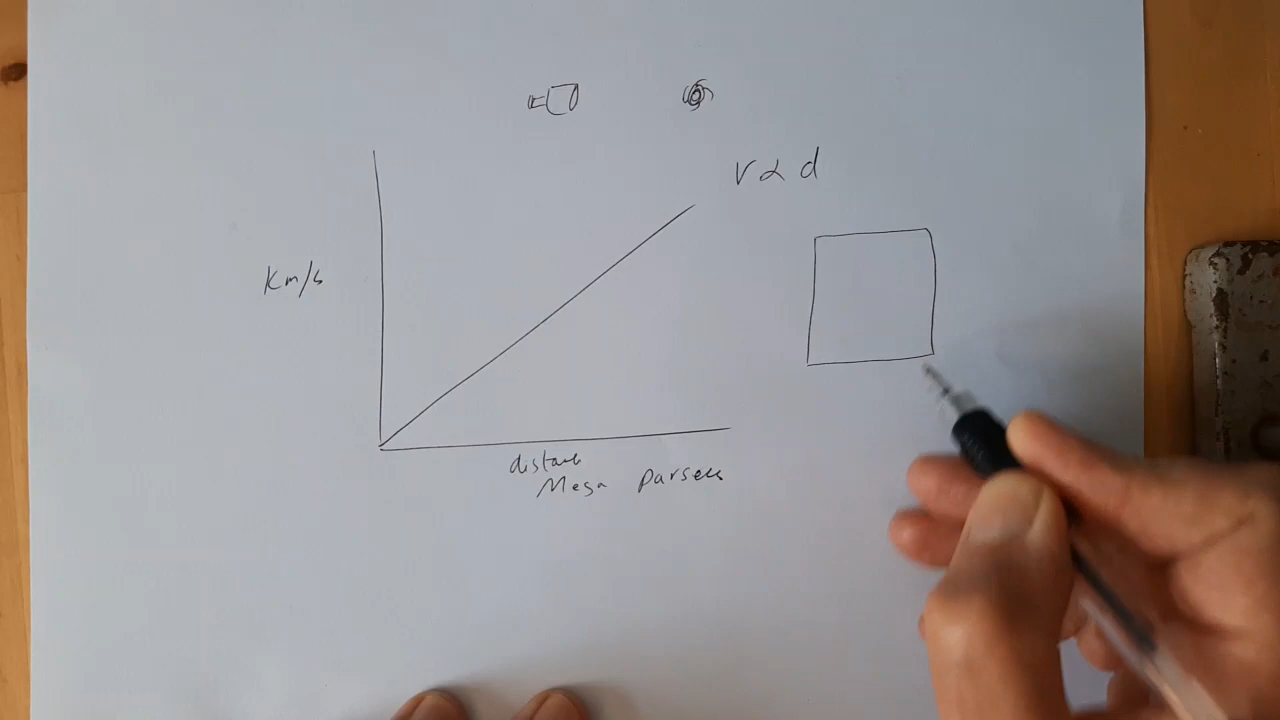 V ∝ d
Km/s
distance
Mega Parsecs